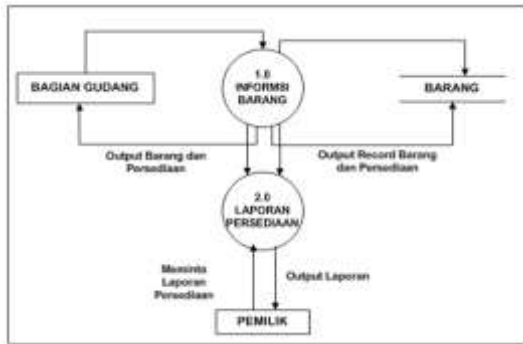 1.0
INFORMSI
BARANG
BAGIAN GUDANG
BARANG
Output Barang dan
Persediaan
Output Record Barang
dan Persediaan
2.0
LAPORAN
PERSEDIAAN
Meminta
Laporan
Persediaan
Output Laporan
PEMILIK